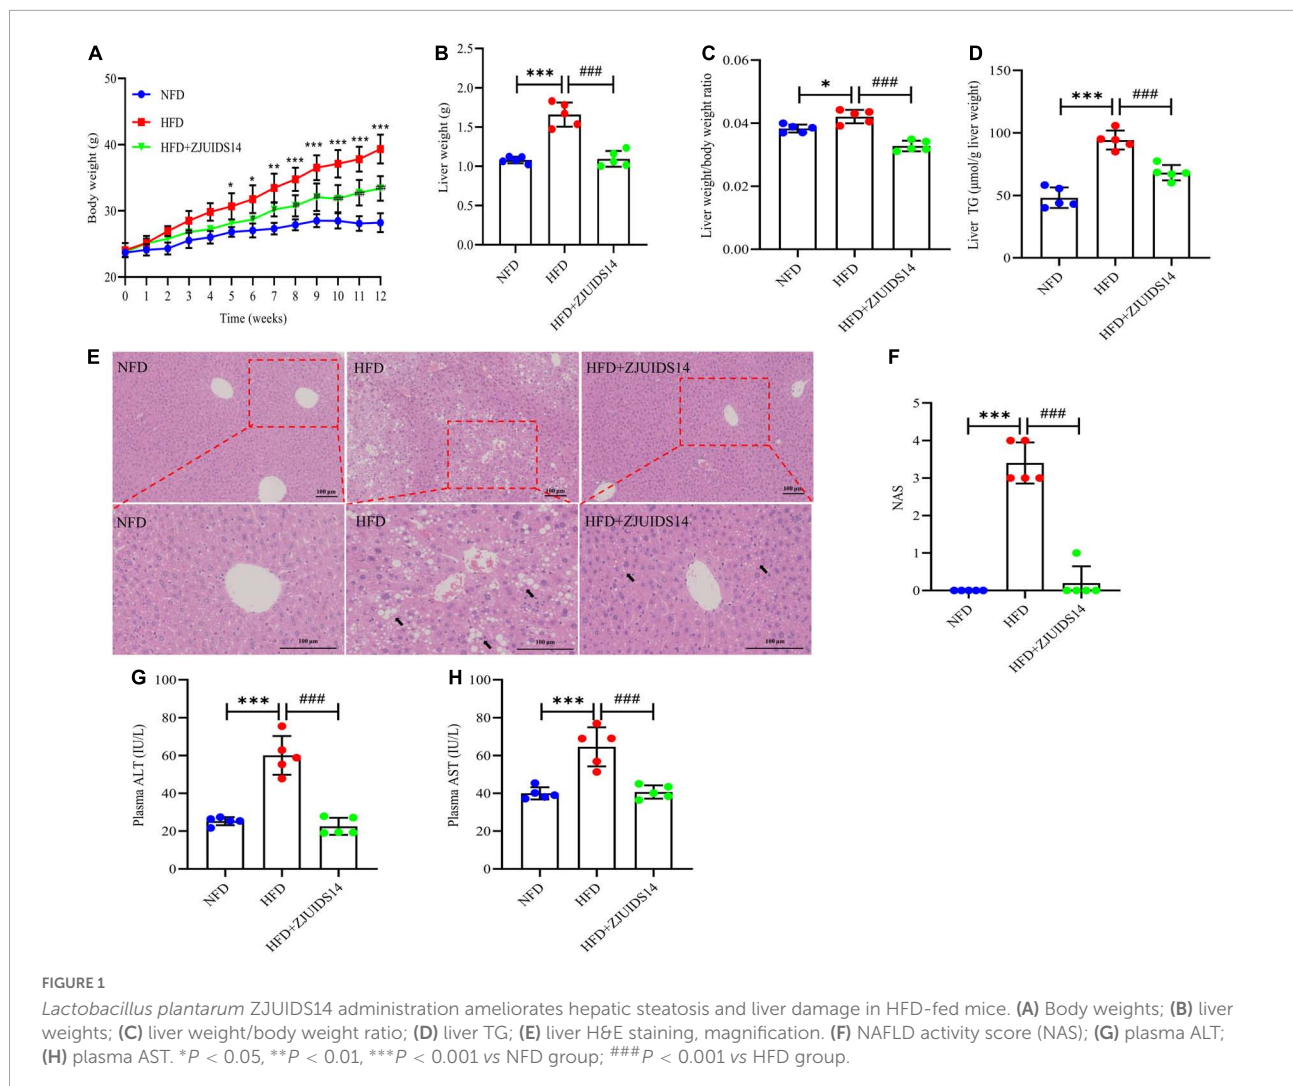 A
Body weight (g)
50
40
30
20
NFD
HFD
HFD+ZJUIDS14
* * ** *** *** *** *** ***
0 1 2 3 4 5 6 7 8 9 10 11 12
Time (weeks)
B
Liver weight (g)
2.5
2.0
1.5
1.0
0.5
0.0
*** ###
NFD HFD HFD+ZJUIDS14
C
Liver weight/body weight ratio
0.06
0.04
0.02
0.00
* ###
NFD HFD HFD+ZJUIDS14
D
Liver TG (μmol/g liver weight)
150
100
50
0
*** ###
NFD HFD HFD+ZJUIDS14
E
NFD HFD HFD+ZJUIDS14
100 μm 100 μm 100 μm
NFD HFD HFD+ZJUIDS14
100 μm 100 μm 100 μm
F
NAS
5
4
3
2
1
0
*** ###
NFD HFD HFD+ZJUIDS14
G
Plasma ALT (IU/L)
100
80
60
40
20
0
*** ###
NFD HFD HFD+ZJUIDS14
H
Plasma AST (IU/L)
100
80
60
40
20
0
*** ###
NFD HFD HFD+ZJUIDS14
FIGURE 1
Lactobacillus plantarum ZJUIDS14 administration ameliorates hepatic steatosis and liver damage in HFD-fed mice. (A) Body weights; (B) liver
weights; (C) liver weight/body weight ratio; (D) liver TG; (E) liver H&E staining, magnification. (F) NAFLD activity score (NAS); (G) plasma ALT;
(H) plasma AST. *P < 0.05, **P < 0.01, ***P < 0.001 vs NFD group; ###P < 0.001 vs HFD group.